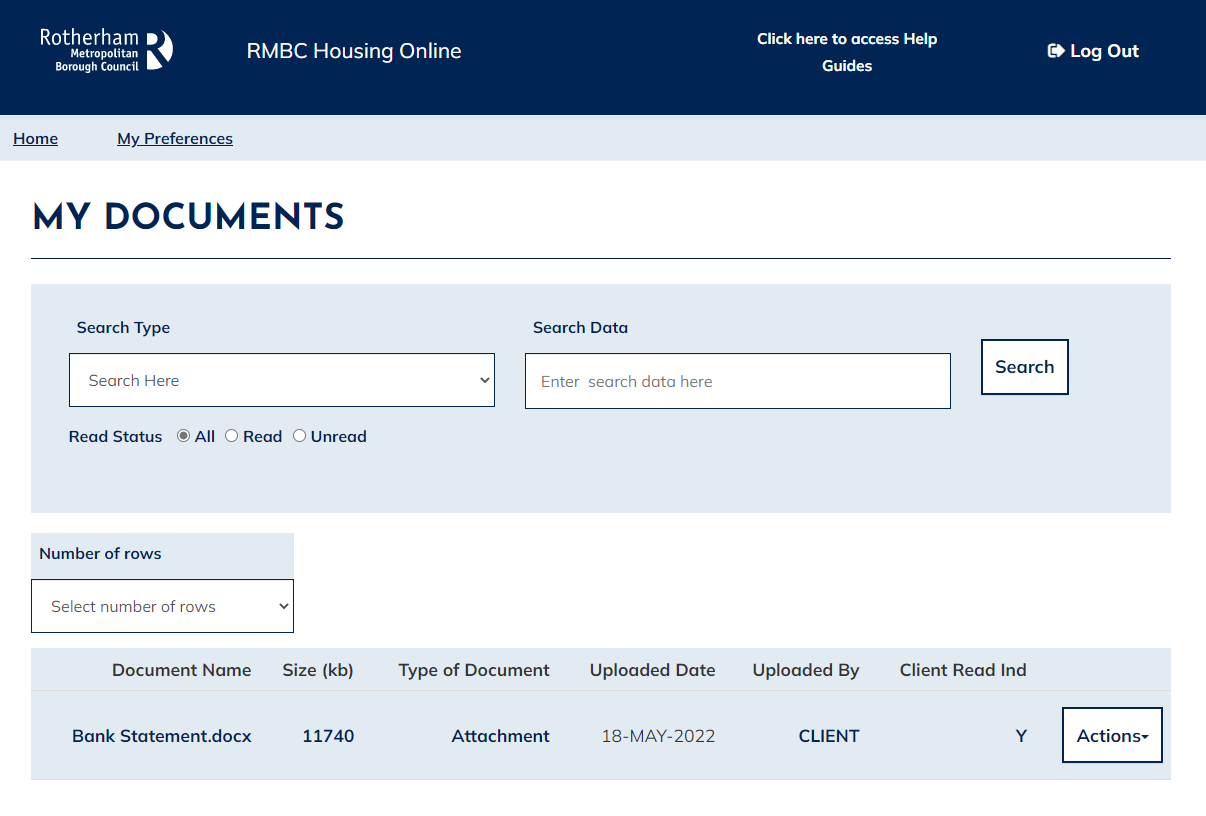 Rotherham
Metropolitan
Borough Council
RMBC Housing Online
Click here to access Help
Guides
Log Out
Home My Preferences
MY DOCUMENTS
Search Type Search Data
Search Here Enter search data here Search
Read Status All Read Unread
Number of rows
Select number of rows
Document Name Size (kb) Type of Document Uploaded Date Uploaded By Client Read Ind
Bank Statement.docx 11740 Attachment 18-MAY-2022 CLIENT Y Actions